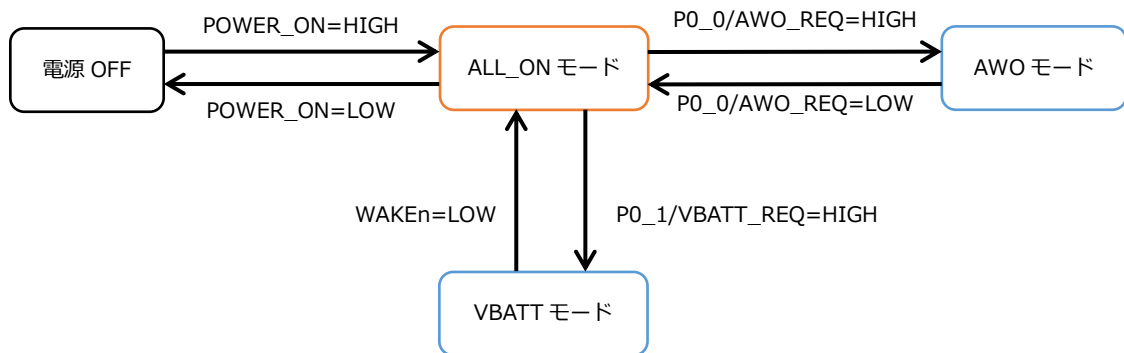 POWER_ON=HIGH
P0_0/AWO_REQ=HIGH
電源 OFF
ALL_ON モード
AWO モード
POWER_ON=LOW
P0_0/AWO_REQ=LOW
WAKEn=LOW
P0_1/VBATT_REQ=HIGH
VBATT モード